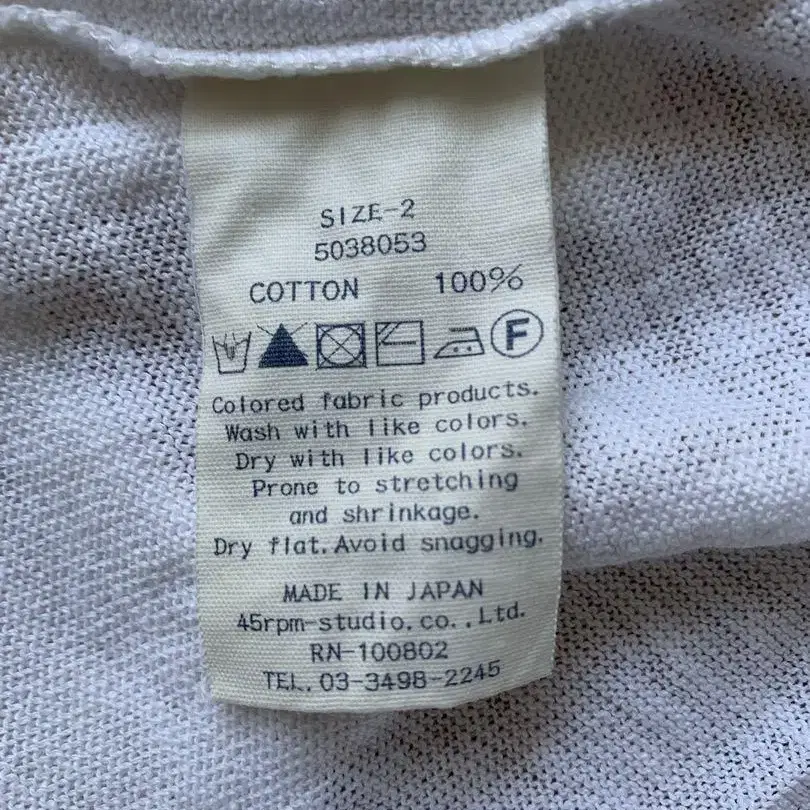 SIZE-2
5038053
COTTON 100%
F
Colored fabric products.
Wash with like colors.
Dry with like colors.
Prone to stretching
and shrinkage.
Dry flat. Avoid snagging.
MADE IN JAPAN
45rpm-studio.co..Ltd.
RN-100802
TEL. 03-3498-2245